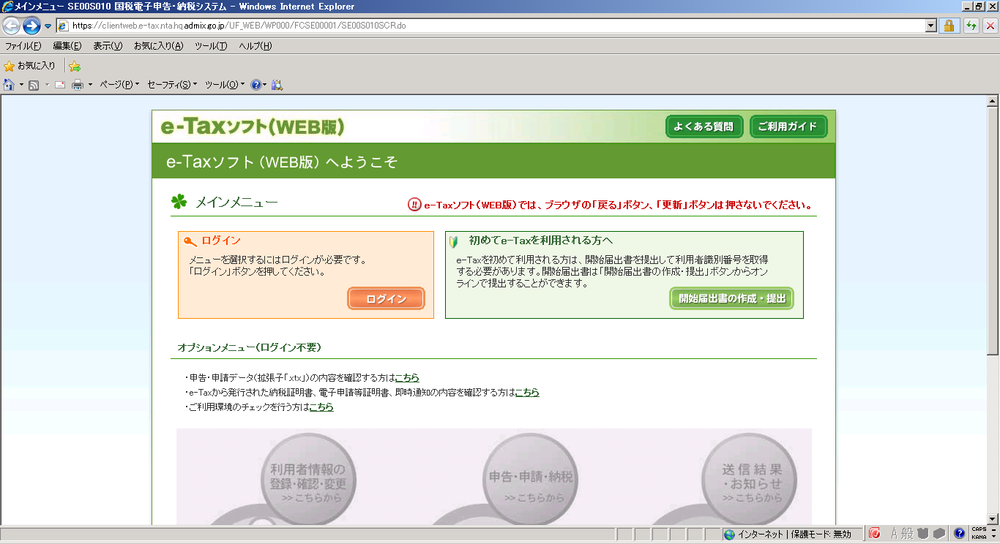 メインメニュー SE00S010 国税電子申告・納税システム - Windows Internet Explorer
https://clientweb.e-tax.nta.hq.admix.go.jp/UF_WEB/WP000/FCSE00001/SE00S010SCR.do
ファイル(F) 編集(E) 表示(V) お気に入り(A) ツール(T) ヘルプ(H)
お気に入り
ページ(P) セーフティ(S) ツール(O)
e-Taxソフト(WEB版) よくある質問 ご利用ガイド
e-Taxソフト（WEB版）へようこそ
メインメニュー
e-Taxソフト(WEB版)では、ブラウザの「戻る」ボタン、「更新」ボタンは押さないでください。
ログイン
メニューを選択するにはログインが必要です。
「ログイン」ボタンを押してください。
ログイン
初めてe-Taxを利用される方へ
e-Taxを初めて利用される方は、開始届出書を提出して利用者識別番号を取得
する必要があります。開始届出書は「開始届出書の作成・提出」ボタンからオン
ラインで提出することができます。
開始届出書の作成・提出
オプションメニュー(ログイン不要)
・申告・申請データ(拡張子「.xtx」)の内容を確認する方はこちら
・e-Taxから発行された納税証明書、電子申請等証明書、即時通知の内容を確認する方はこちら
・ご利用環境のチェックを行う方はこちら
利用者情報の
登録・確認・変更
>>こちらから
申告・申請・納税
>>こちらから
送信結果
・お知らせ
>>こちらから
インターネット | 保護モード: 無効
A 般
CAPS
KANA